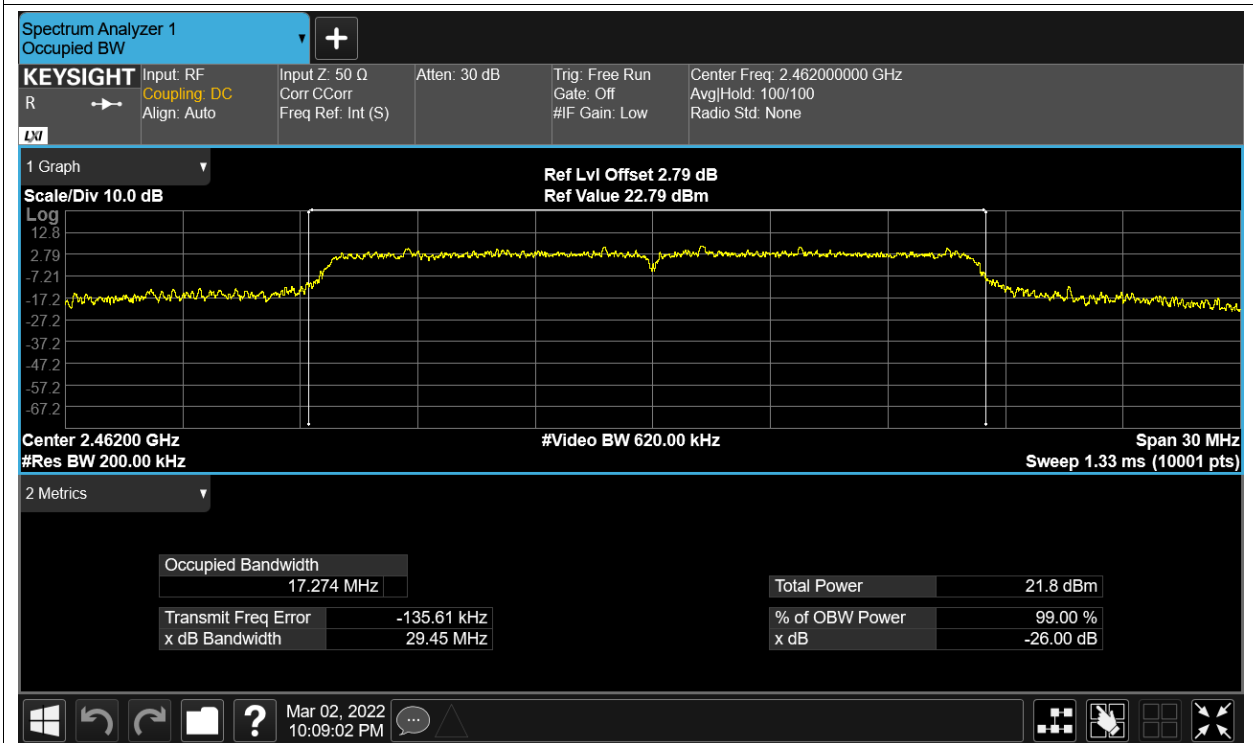 Spectrum Analyzer 1
Occupied BW
KEYSIGHT Input: RF Input Z: 50 Ω Atten: 30 dB Trig: Free Run Center Freq: 2.462000000 GHz
R Coupling: DC Corr CCorr Gate: Off Avg|Hold: 100/100
Align: Auto Freq Ref: Int (S) #IF Gain: Low Radio Std: None
LXI
1 Graph
Ref Lvl Offset 2.79 dB
Scale/Div 10.0 dB Ref Value 22.79 dBm
Log
12.8
2.79
-7.21
-17.2
-27.2
-37.2
-47.2
-57.2
-67.2
Center 2.46200 GHz #Video BW 620.00 kHz Span 30 MHz
#Res BW 200.00 kHz Sweep 1.33 ms (10001 pts)
2 Metrics
Occupied Bandwidth
17.274 MHz Total Power 21.8 dBm
Transmit Freq Error -135.61 kHz % of OBW Power 99.00 %
x dB Bandwidth 29.45 MHz x dB -26.00 dB
? Mar 02, 2022
10:09:02 PM